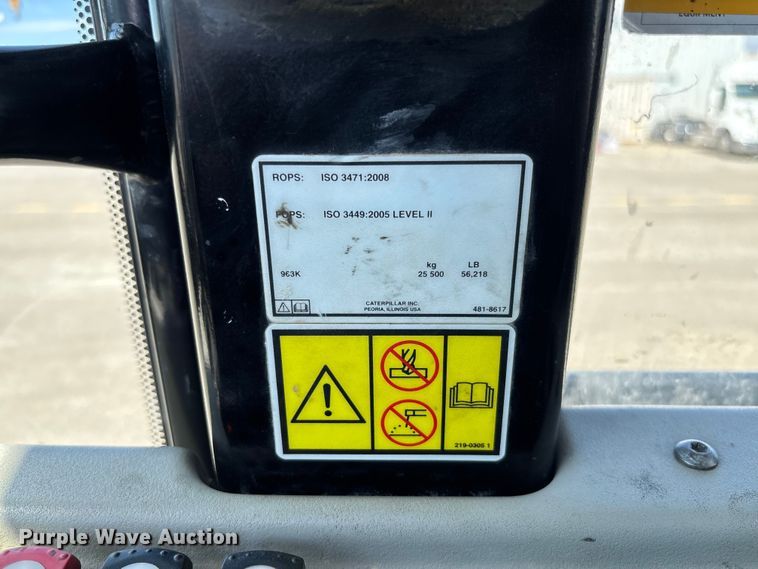 EQUIPMENT
ROPS: ISO 3471:2008
FOPS: ISO 3449:2005 LEVEL II
kg LB
963K 25 500 56,218
CATERPILLAR INC.
PEORIA, ILLINOIS USA 481-8617
219-0305 1
Purple Wave Auction